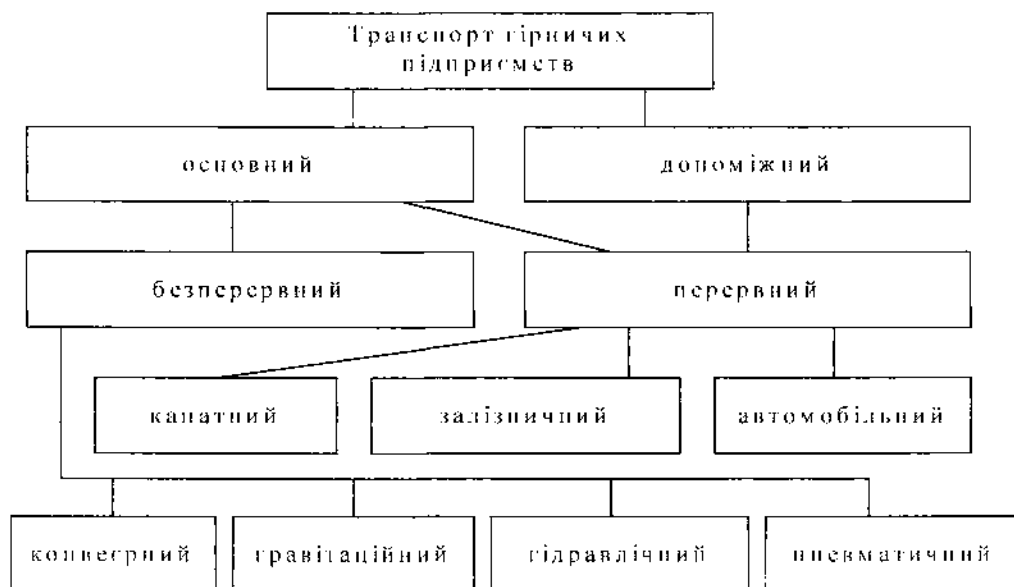 Транспорт гірничих
підприємств
основний
допоміжний
безперервний
перервний
канатний
залізничний
автомобільний
конвеєрний
гравітаційний
гідравлічний
пневматичний